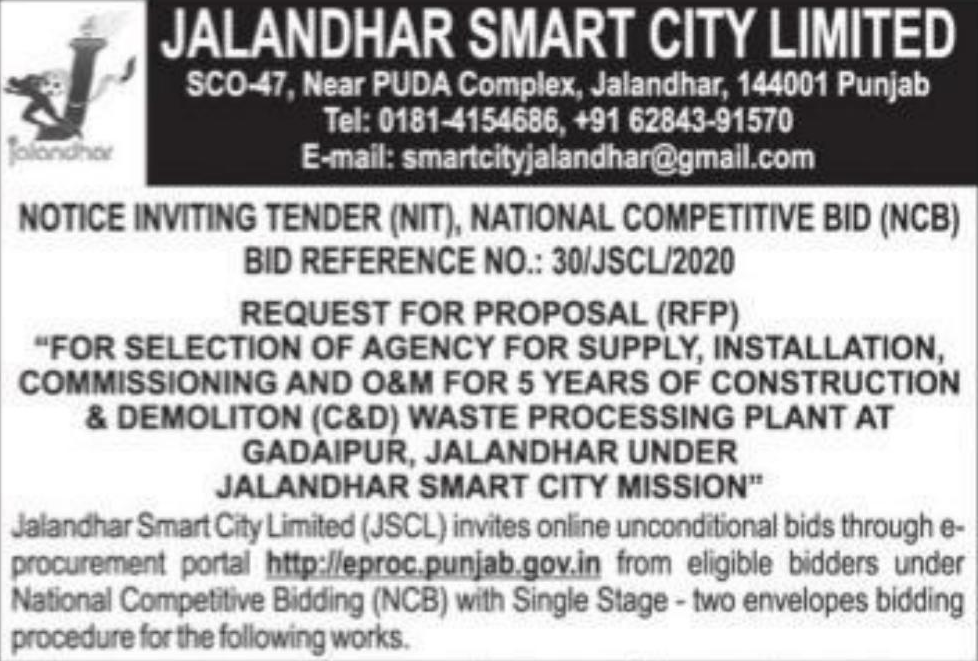 JALANDHAR SMART CITY LIMITED
SCO-47, Near PUDA Complex, Jalandhar, 144001 Punjab
Tel: 0181-4154686, +91 62843-91570
E-mail: smartcityjalandhar@gmail.com
jalandhar
NOTICE INVITING TENDER (NIT), NATIONAL COMPETITIVE BID (NCB)
BID REFERENCE NO.: 30/JSCL/2020
REQUEST FOR PROPOSAL (RFP)
“FOR SELECTION OF AGENCY FOR SUPPLY, INSTALLATION,
COMMISSIONING AND O&M FOR 5 YEARS OF CONSTRUCTION
& DEMOLITON (C&D) WASTE PROCESSING PLANT AT
GADAIPUR, JALANDHAR UNDER
JALANDHAR SMART CITY MISSION”
Jalandhar Smart City Limited (JSCL) invites online unconditional bids through e-
procurement portal http://eproc.punjab.gov.in from eligible bidders under
National Competitive Bidding (NCB) with Single Stage - two envelopes bidding
procedure for the following works.